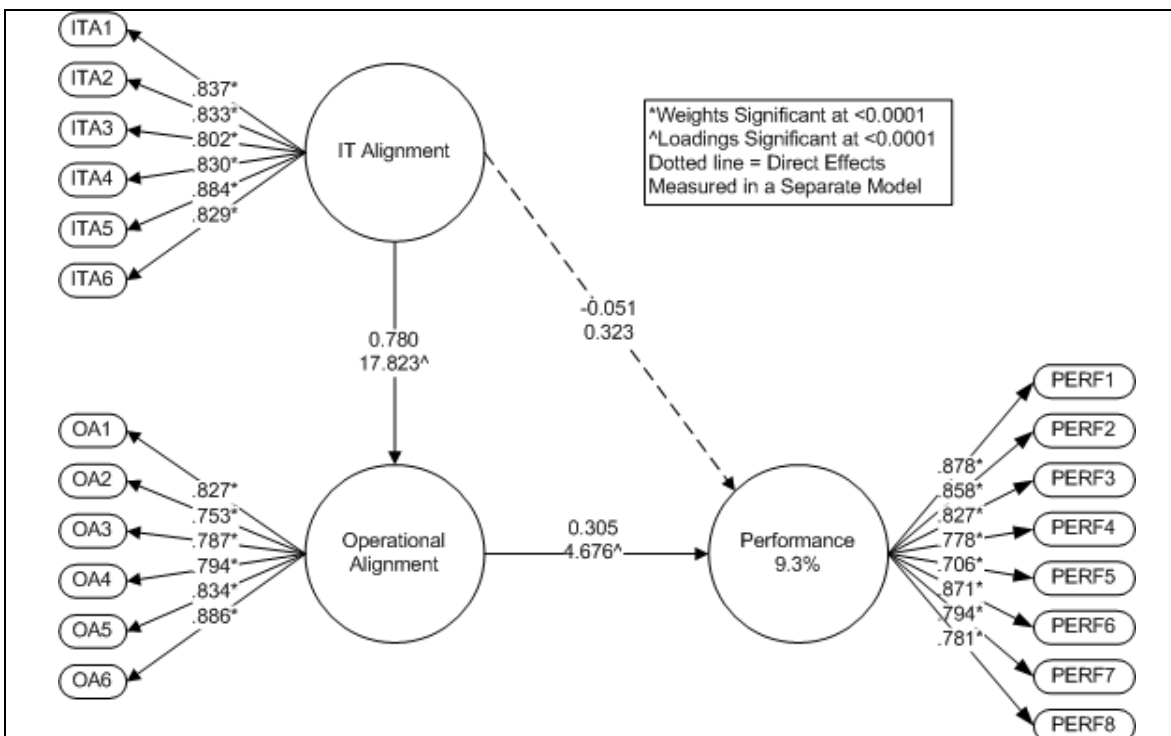 ITA1
ITA2
ITA3
ITA4
ITA5
ITA6
.837*
.833*
.802*
.830*
.884*
.829*
IT Alignment
*Weights Significant at <0.0001
^Loadings Significant at <0.0001
Dotted line = Direct Effects
Measured in a Separate Model
-0.051
0.323
0.780
17.823^
OA1
OA2
OA3
OA4
OA5
OA6
.827*
.753*
.787*
.794*
.834*
.886*
Operational
Alignment
0.305
4.676^
Performance
9.3%
.878*
.858*
.827*
.778*
.706*
.871*
.794*
.781*
PERF1
PERF2
PERF3
PERF4
PERF5
PERF6
PERF7
PERF8